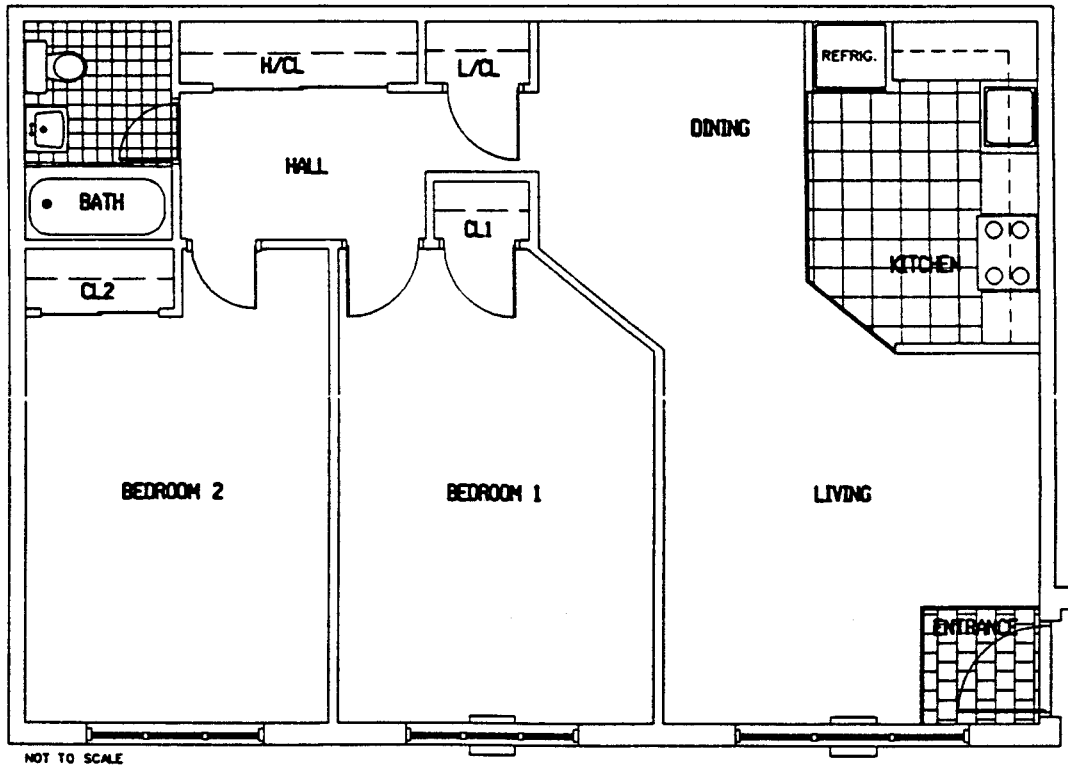 H/CL
L/CL
REFRIG.
DINING
HALL
BATH
CL1
KITCHEN
CL2
BEDROOM 2
BEDROOM 1
LIVING
ENTRANCE
NOT TO SCALE